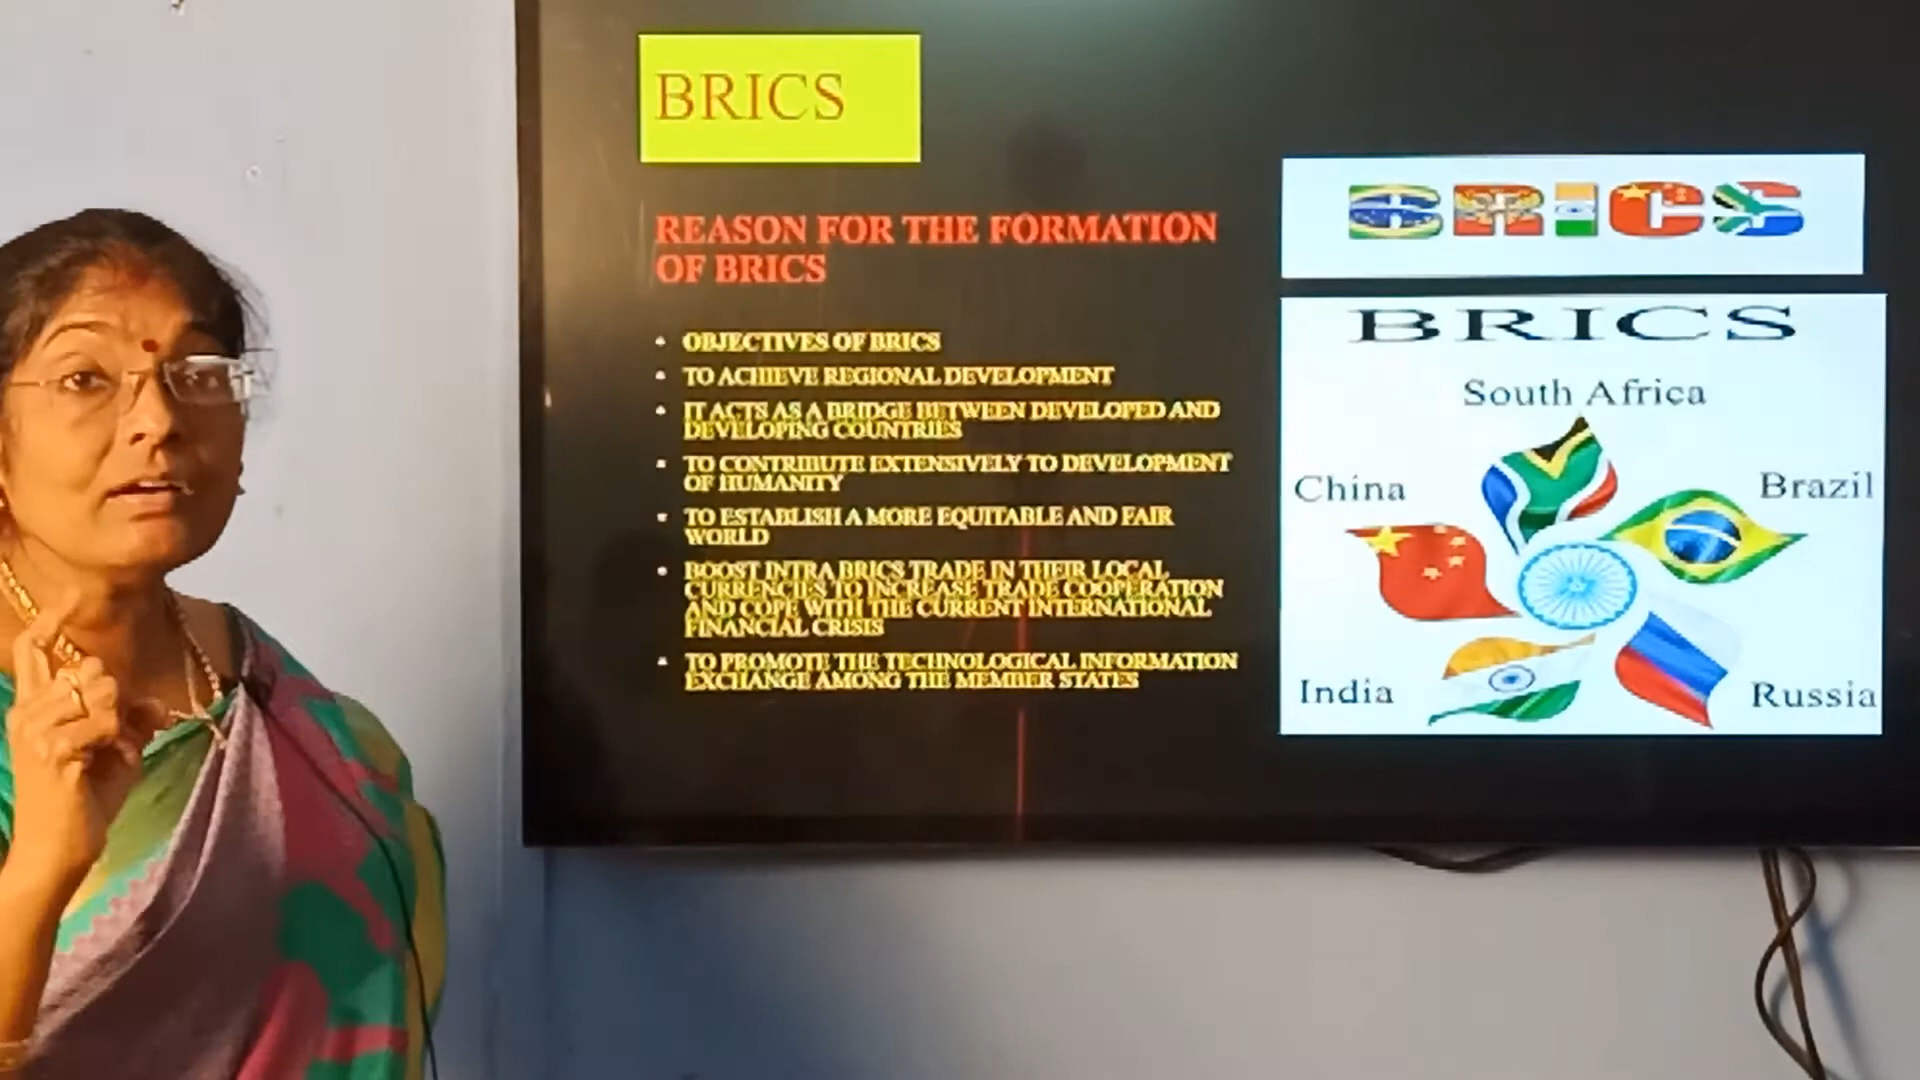 BRICS
REASON FOR THE FORMATION
OF BRICS
OBJECTIVES OF BRICS
TO ACHIEVE REGIONAL DEVELOPMENT
IT ACTS AS A BRIDGE BETWEEN DEVELOPED AND
DEVELOPING COUNTRIES
TO CONTRIBUTE EXTENSIVELY TO DEVELOPMENT
OF HUMANITY
TO ESTABLISH A MORE EQUITABLE AND FAIR
WORLD
BOOST INTRA BRICS TRADE IN THEIR LOCAL
CURRENCIES TO INCREASE TRADE COOPERATION
AND COPE WITH THE CURRENT INTERNATIONAL
FINANCIAL CRISIS
TO PROMOTE THE TECHNOLOGICAL INFORMATION
EXCHANGE AMONG THE MEMBER STATES
BRICS
BRICS
South Africa
China
Brazil
India
Russia